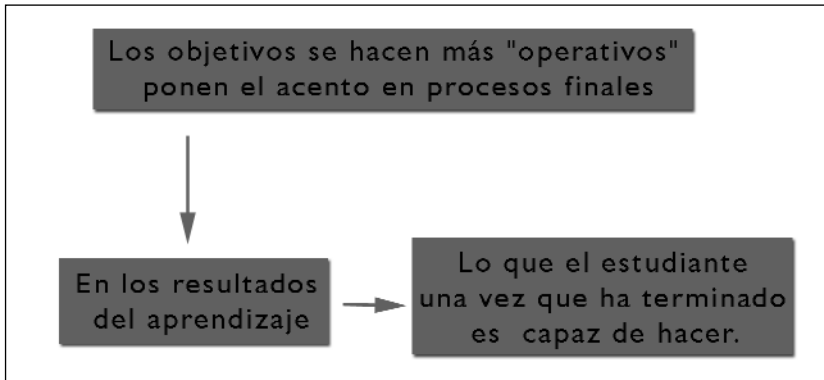 Los objetivos se hacen más "operativos"
ponen el acento en procesos finales
En los resultados
del aprendizaje
Lo que el estudiante
una vez que ha terminado
es capaz de hacer.